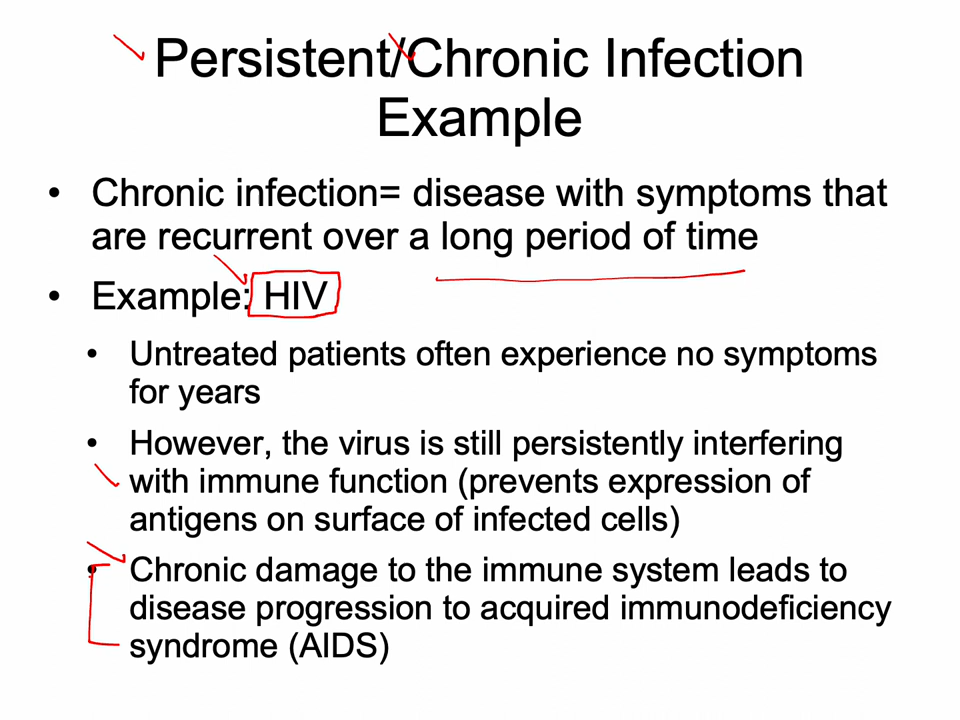 Persistent/Chronic Infection
Example
• Chronic infection= disease with symptoms that
are recurrent over a long period of time
• Example: HIV
• Untreated patients often experience no symptoms
for years
• However, the virus is still persistently interfering
with immune function (prevents expression of
antigens on surface of infected cells)
• Chronic damage to the immune system leads to
disease progression to acquired immunodeficiency
syndrome (AIDS)